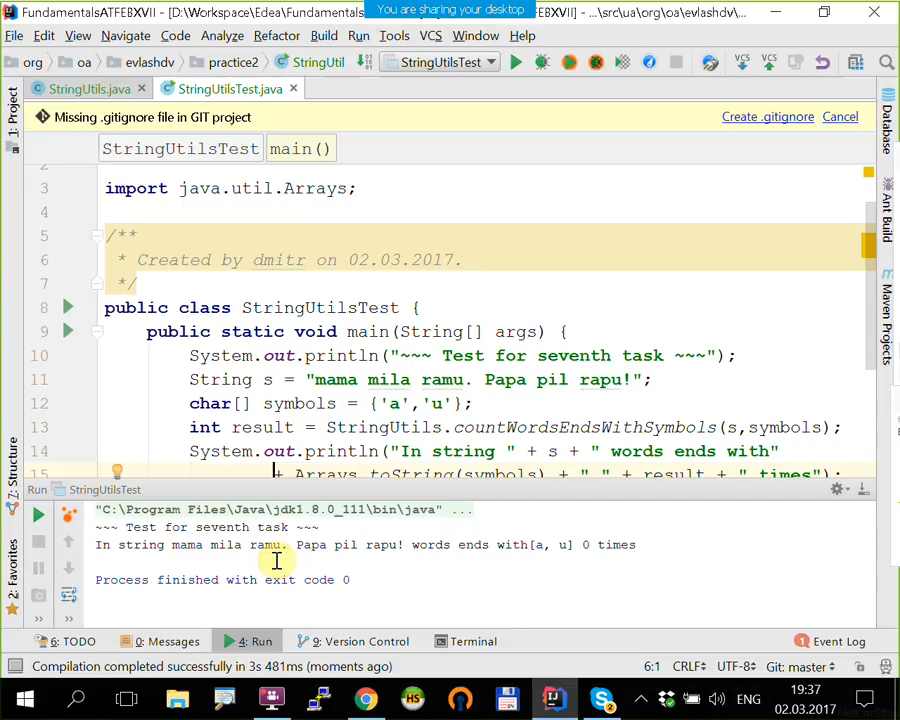 You are sharing your desktop
FundamentalsATFEBXVII - [D:\Workspace\Edea\Fundamentals
FEBXVII] - ...\src\ua\org\oa\evlashdv\...
File Edit View Navigate Code Analyze Refactor Build Run Tools VCS Window Help
org oa evlashdv practice2 StringUtil StringUtilsTest VCS VCS
StringUtils.java StringUtilsTest.java
Missing .gitignore file in GIT project Create .gitignore Cancel
StringUtilsTest main()
2
3 import java.util.Arrays;
4
5 /**
6 * Created by dmitr on 02.03.2017.
7 */
8 public class StringUtilsTest {
9 public static void main(String[] args) {
10 System.out.println("~~~ Test for seventh task ~~~");
11 String s = "mama mila ramu. Papa pil rapu!";
12 char[] symbols = {'a','u'};
13 int result = StringUtils.countWordsEndsWithSymbols(s,symbols);
14 System.out.println("In string " + s + " words ends with"
15 + Arrays.toString(symbols) + " " + result + " times");
Run StringUtilsTest
"C:\Program Files\Java\jdk1.8.0_111\bin\java" ...
~~~ Test for seventh task ~~~
In string mama mila ramu. Papa pil rapu! words ends with[a, u] 0 times
Process finished with exit code 0
1: Project
7: Structure
2: Favorites
Database
Ant Build
Maven Projects
6: TODO 0: Messages 4: Run 9: Version Control Terminal 1 Event Log
Compilation completed successfully in 3s 481ms (moments ago) 6:1 CRLF UTF-8 Git: master
HS 2 ENG 19:37
02.03.2017